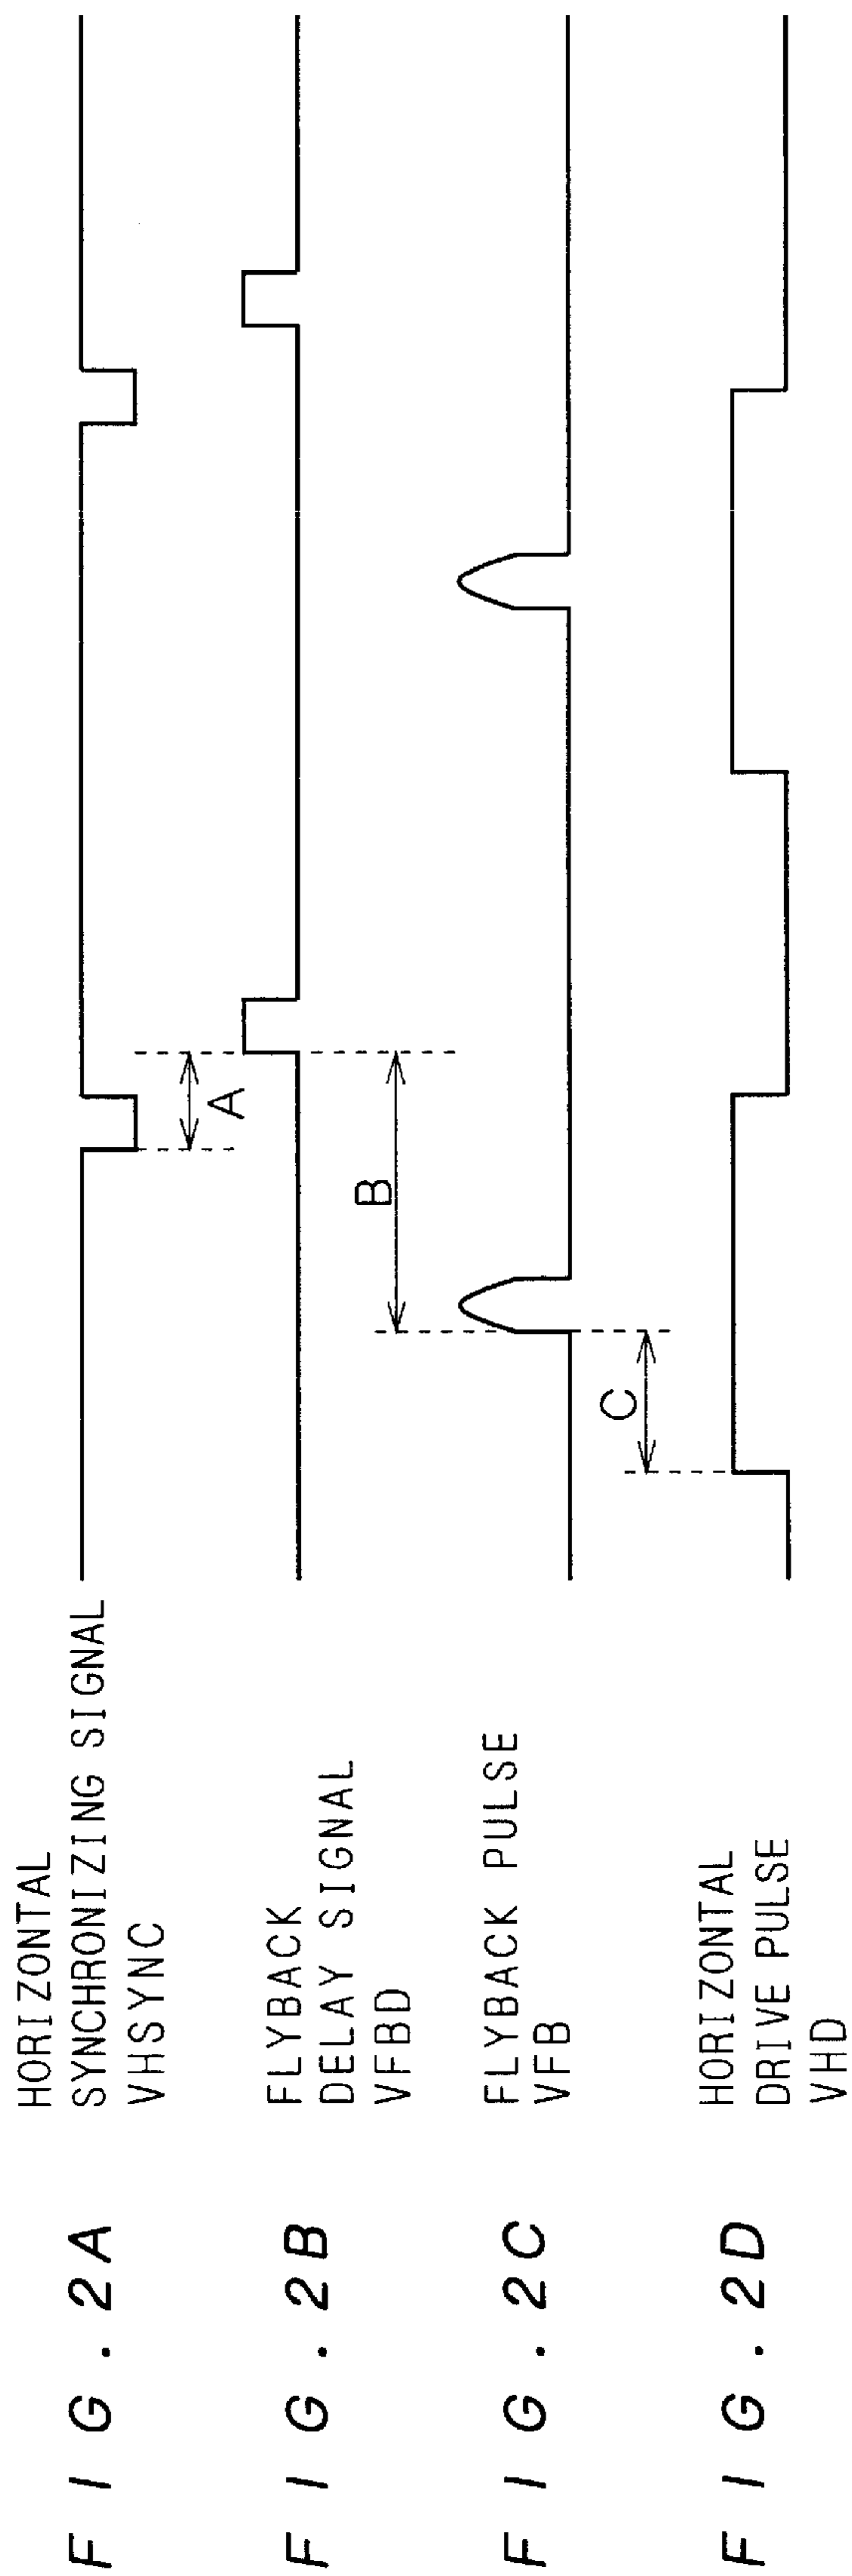 FIG. 2A
HORIZONTAL
SYNCHRONIZING SIGNAL
VHSYNC
A
FIG. 2B
FLYBACK
DELAY SIGNAL
VFBD
B
FIG. 2C
FLYBACK PULSE
VFB
C
FIG. 2D
HORIZONTAL
DRIVE PULSE
VHD